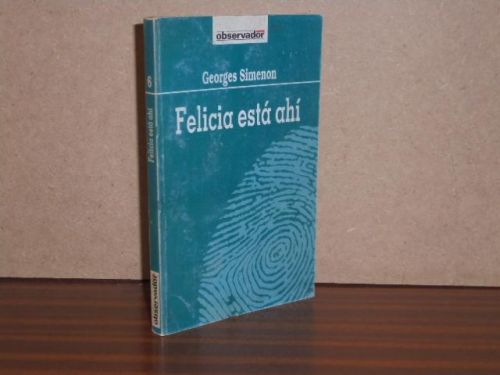 observador
Georges Simenon
Felicia está ahí
6
Felicia está ahí
observador